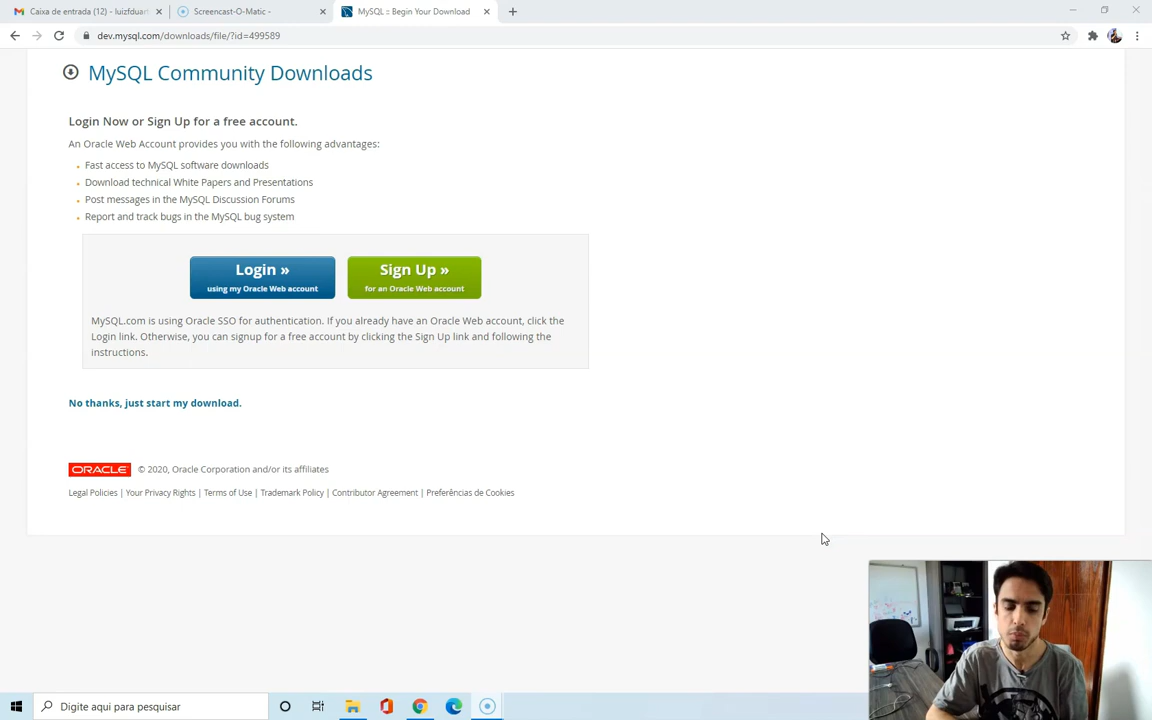 Caixa de entrada (12) - luizfduart
Screencast-O-Matic -
MySQL :: Begin Your Download
dev.mysql.com/downloads/file/?id=499589
MySQL Community Downloads
Login Now or Sign Up for a free account.
An Oracle Web Account provides you with the following advantages:
Fast access to MySQL software downloads
Download technical White Papers and Presentations
Post messages in the MySQL Discussion Forums
Report and track bugs in the MySQL bug system
Login »
using my Oracle Web account
Sign Up »
for an Oracle Web account
MySQL.com is using Oracle SSO for authentication. If you already have an Oracle Web account, click the
Login link. Otherwise, you can signup for a free account by clicking the Sign Up link and following the
instructions.
No thanks, just start my download.
ORACLE © 2020, Oracle Corporation and/or its affiliates
Legal Policies | Your Privacy Rights | Terms of Use | Trademark Policy | Contributor Agreement | Preferências de Cookies
Digite aqui para pesquisar